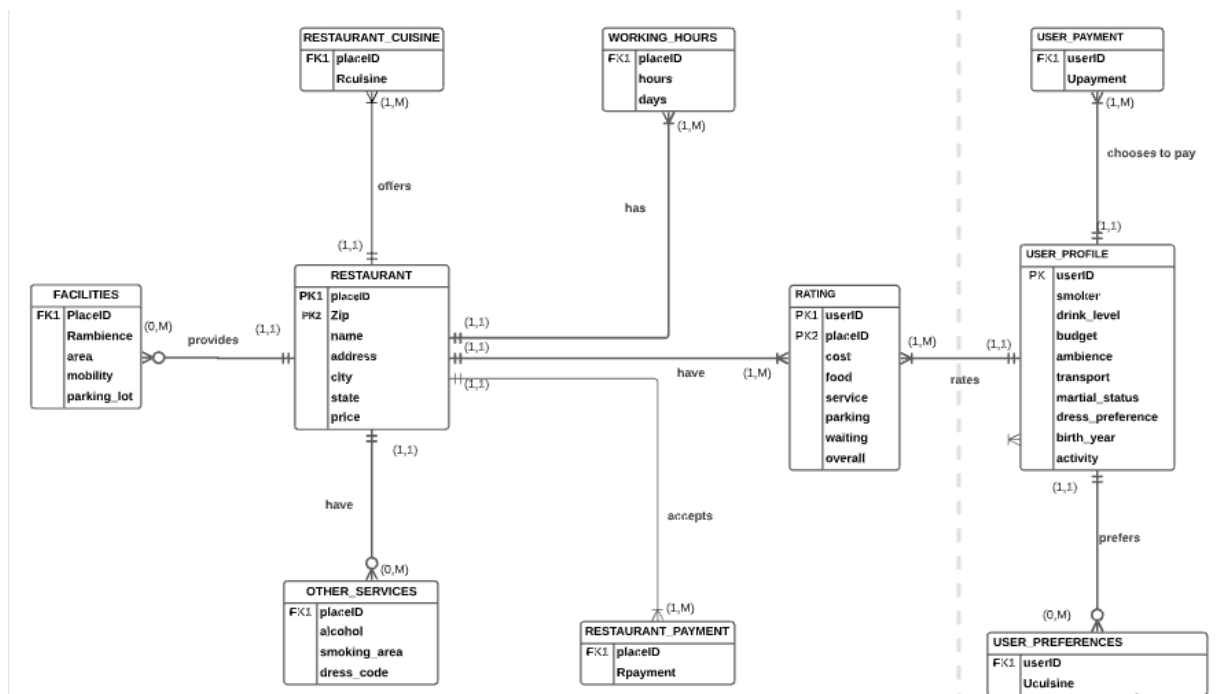 RESTAURANT_CUISINE
FK1 placeID
Rcuisine
(1,M)
offers
(1,1)
WORKING_HOURS
FK1 placeID
hours
days
(1,M)
has
(1,1)
USER_PAYMENT
FK1 userID
Upayment
(1,M)
chooses to pay
(1,1)
FACILITIES
FK1 PlaceID
Rambience
area
mobility
parking_lot
(0,M)
provides
(1,1)
RESTAURANT
PK1 placeID
PK2 Zip
name
address
city
state
price
(1,1)
have
(1,M)
RATING
PK1 userID
PK2 placeID
cost
food
service
parking
waiting
overall
(1,M)
rates
(1,1)
USER_PROFILE
PK userID
smoker
drink_level
budget
ambience
transport
martial_status
dress_preference
birth_year
activity
(1,1)
have
(0,M)
OTHER_SERVICES
FK1 placeID
alcohol
smoking_area
dress_code
(1,1)
accepts
(1,M)
RESTAURANT_PAYMENT
FK1 placeID
Rpayment
(1,1)
prefers
(0,M)
USER_PREFERENCES
FK1 userID
Ucuisine